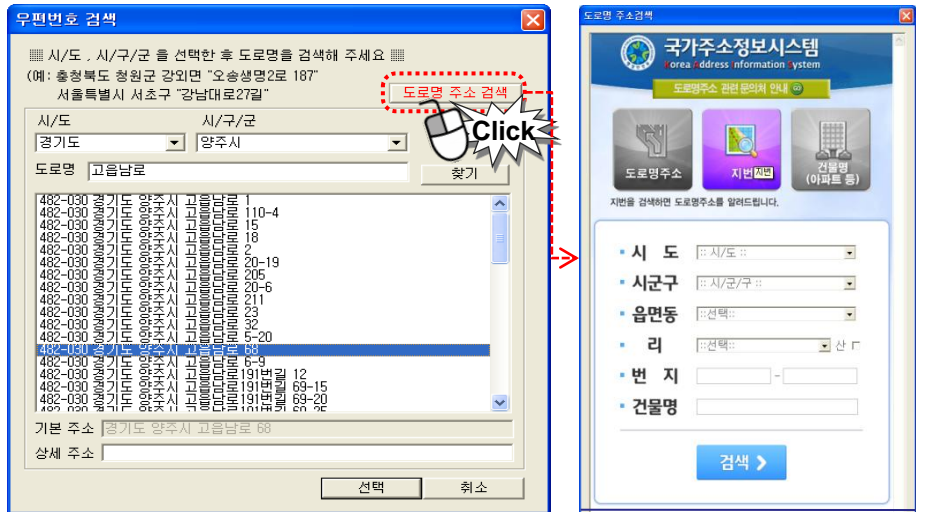 우편번호 검색
시/도 , 시/구/군 을 선택한 후 도로명을 검색해 주세요
(예: 충청북도 청원군 강외면 "오송생명2로 187"
서울특별시 서초구 "강남대로27길"
도로명 주소 검색
Click
시/도 시/구/군
경기도 양주시
도로명 고읍남로 찾기
482-030 경기도 양주시 고읍남로 1
482-030 경기도 양주시 고읍남로 110-4
482-030 경기도 양주시 고읍남로 15
482-030 경기도 양주시 고읍남로 18
482-030 경기도 양주시 고읍남로 2
482-030 경기도 양주시 고읍남로 20-19
482-030 경기도 양주시 고읍남로 205
482-030 경기도 양주시 고읍남로 20-6
482-030 경기도 양주시 고읍남로 211
482-030 경기도 양주시 고읍남로 23
482-030 경기도 양주시 고읍남로 32
482-030 경기도 양주시 고읍남로 5-20
482-030 경기도 양주시 고읍남로 68
482-030 경기도 양주시 고읍남로 6-9
482-030 경기도 양주시 고읍남로191번길 12
482-030 경기도 양주시 고읍남로191번길 69-15
482-030 경기도 양주시 고읍남로191번길 69-20
482-030 경기도 양주시 고읍남로191번길 69-25
기본 주소 경기도 양주시 고읍남로 68
상세 주소
선택 취소
도로명 주소검색
국가주소정보시스템
Korea Address Information System
도로명주소 관련 문의처 안내
도로명주소
지번 지번
건물명
(아파트 등)
지번을 검색하면 도로명주소를 알려드립니다.
시 도 :: 시/도 ::
시군구 :: 시/군/구 ::
읍면동 ::선택::
리 ::선택:: 산
번 지 -
건물명
검색